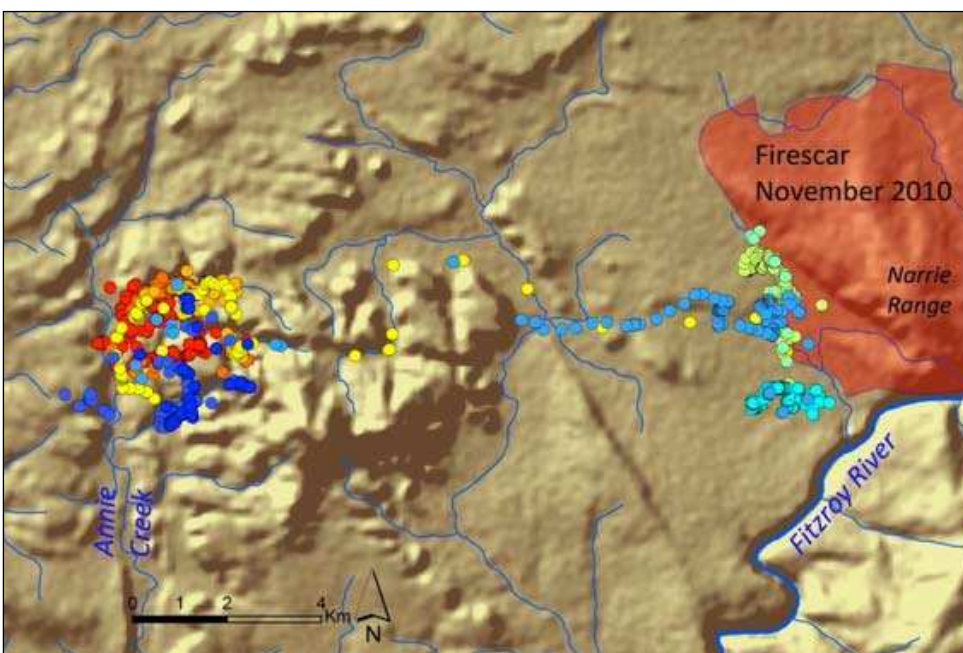 Firescar
November 2010
Narrie
Range
Annie
Creek
Fitzroy River
0 1 2 4
Km
N